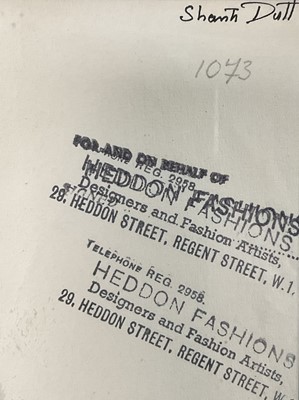 Shanti Dutt
1073
FOR AND ON BEHALF OF
HEDDON FASHIONS
Designers and Fashion Artists,
29, HEDDON STREET, REGENT STREET, W.1.
TELEPHONE REG. 2958.
HEDDON FASHIONS
Designers and Fashion Artists,
29, HEDDON STREET, REGENT STREET, W.